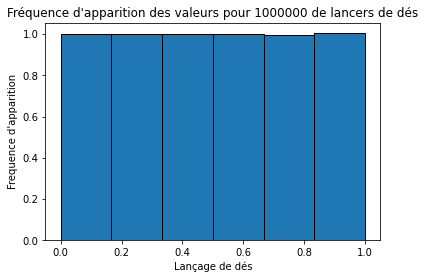 Fréquence d'apparition des valeurs pour 1000000 de lancers de dés
Frequence d'apparition
1.0
0.8
0.6
0.4
0.2
0.0
0.0 0.2 0.4 0.6 0.8 1.0
Lançage de dés